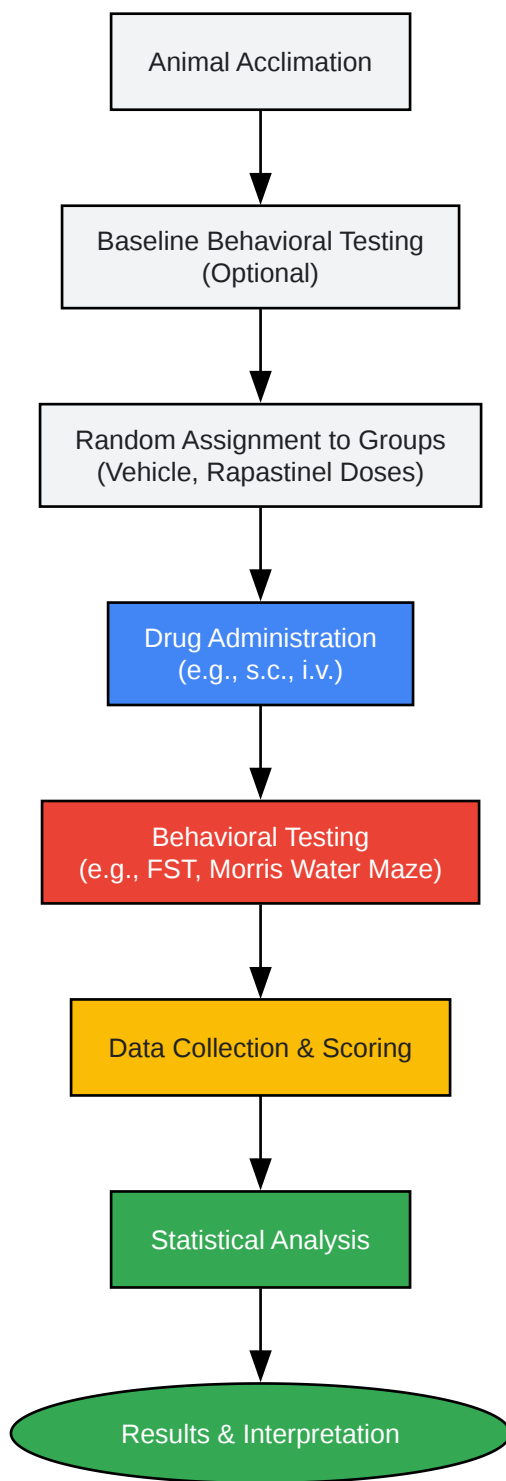 Animal Acclimation
Baseline Behavioral Testing
(Optional)
Random Assignment to Groups
(Vehicle, Rapastinel Doses)
Drug Administration
(e.g., s.c., i.v.)
Behavioral Testing
(e.g., FST, Morris Water Maze)
Data Collection & Scoring
Statistical Analysis
Results & Interpretation